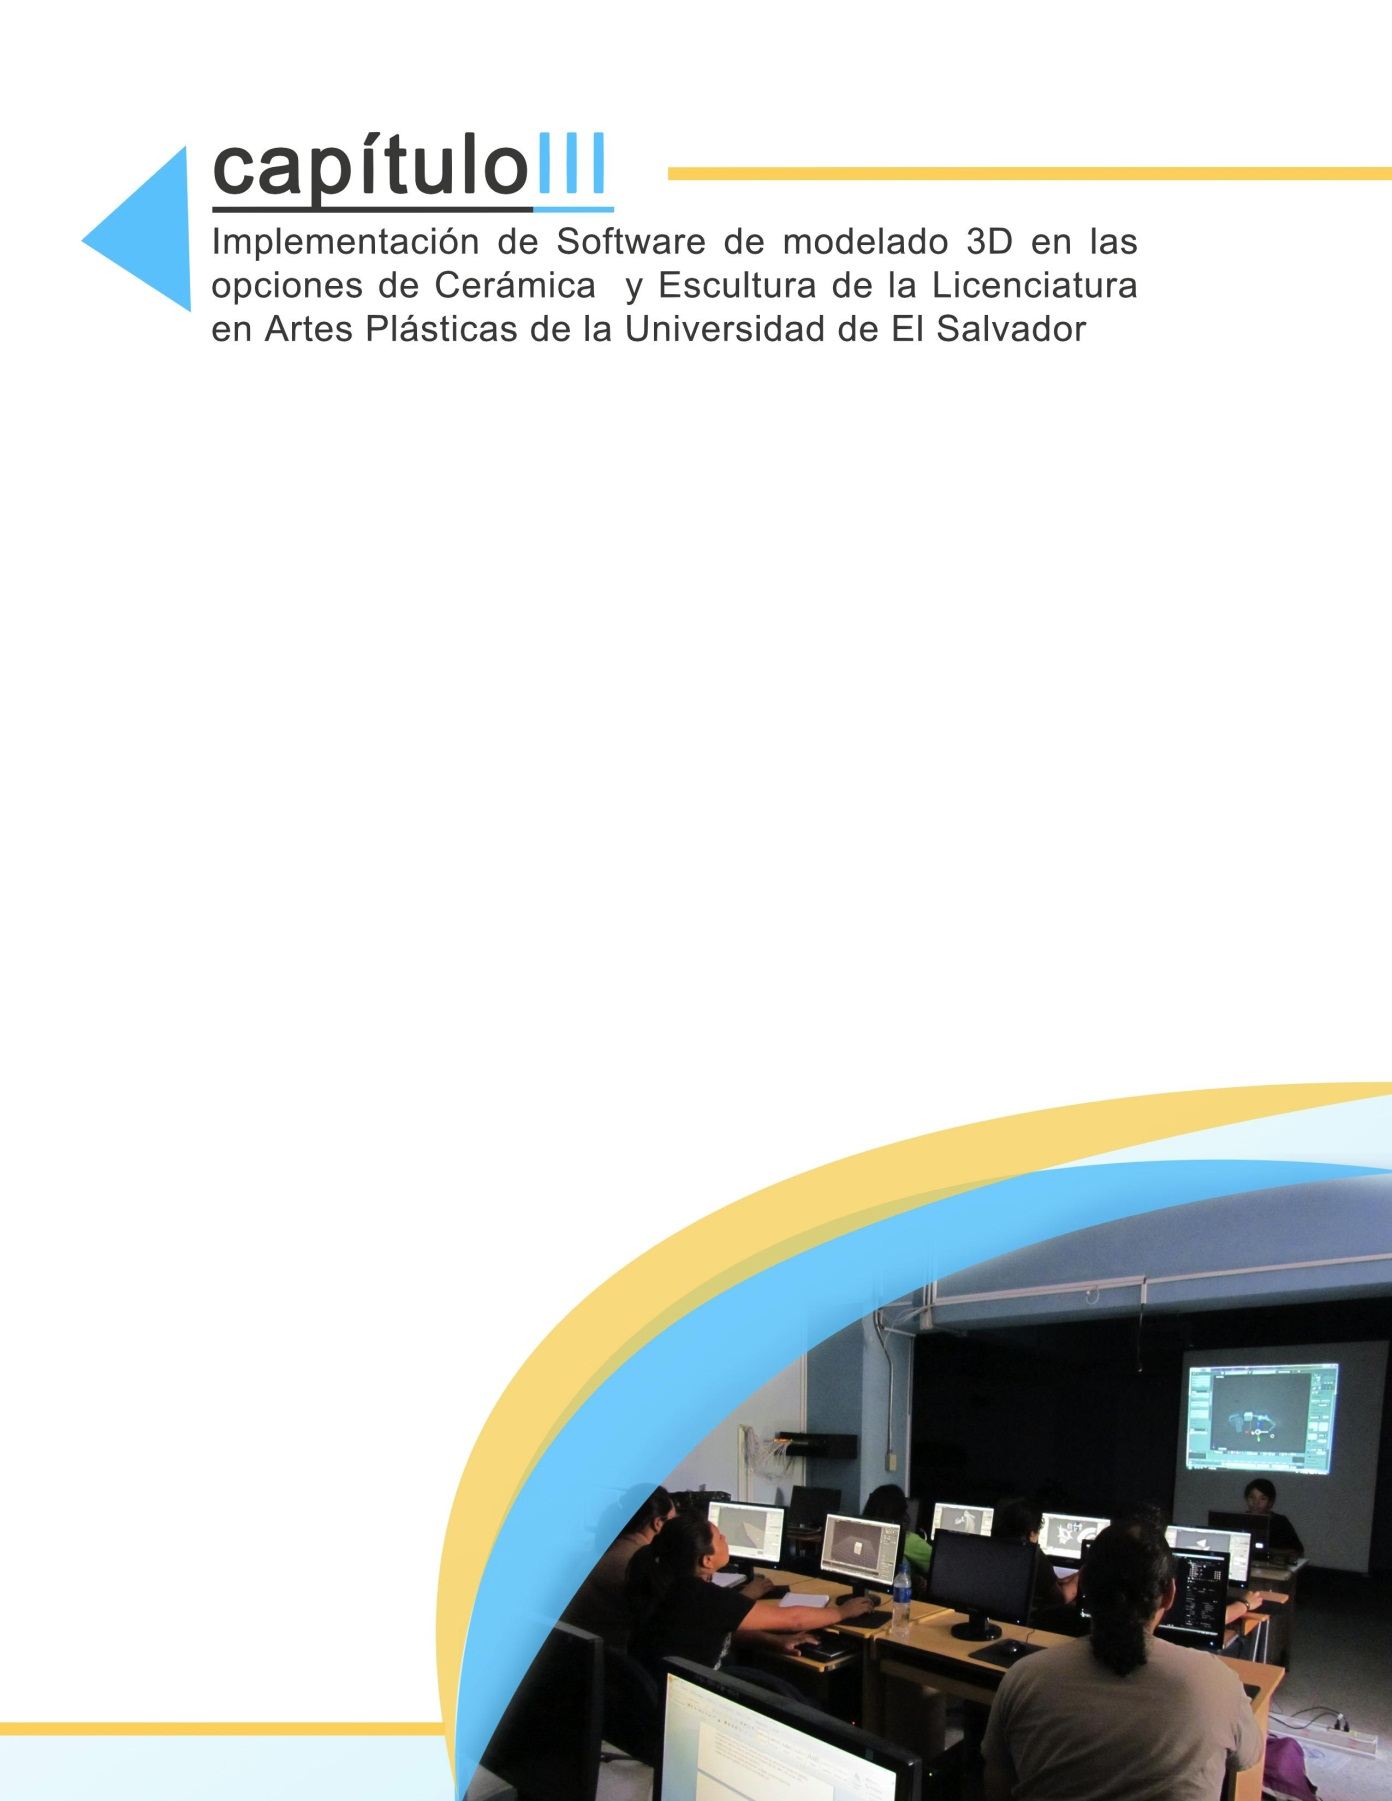 capítuloIII
Implementación de Software de modelado 3D en las
opciones de Cerámica y Escultura de la Licenciatura
en Artes Plásticas de la Universidad de El Salvador